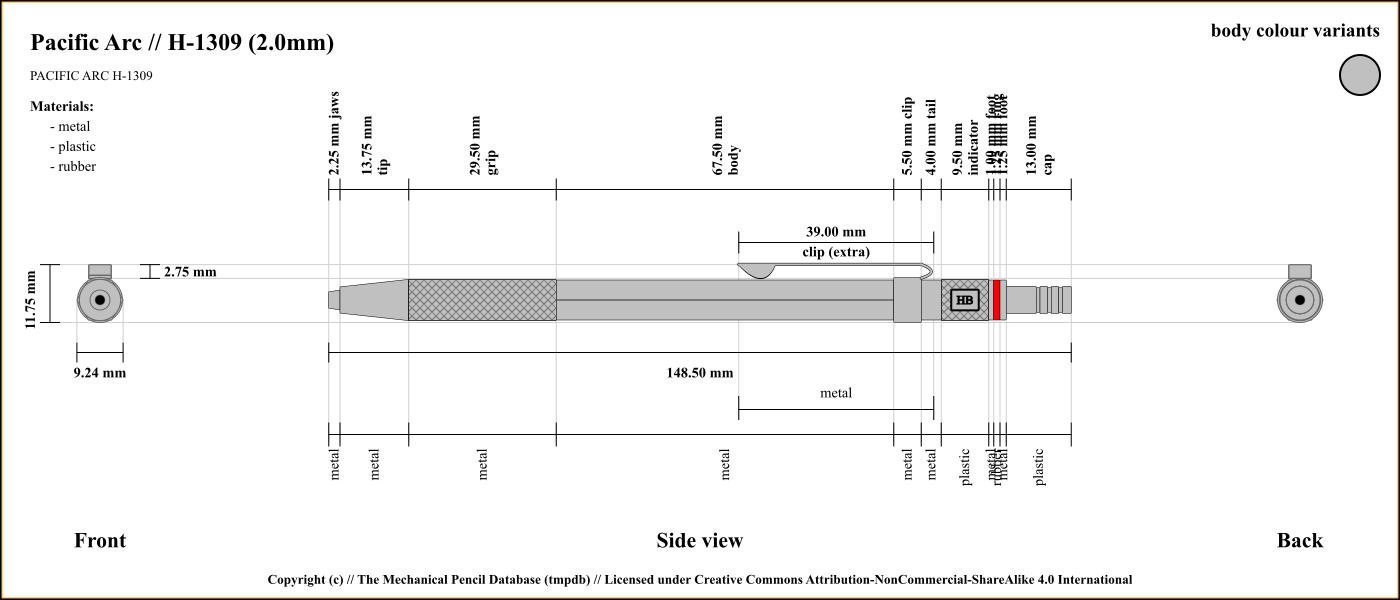 Pacific Arc // H-1309 (2.0mm)
body colour variants
PACIFIC ARC H-1309
Materials:
- metal
- plastic
- rubber
2.25 mm jaws
13.75 mm
tip
29.50 mm
grip
67.50 mm
body
5.50 mm clip
4.00 mm tail
9.50 mm
indicator
1.00 mm foot
1.25 mm foot
13.00 mm
cap
39.00 mm
clip (extra)
2.75 mm
11.75 mm
HB
9.24 mm
148.50 mm
metal
metal
metal
metal
metal
metal
metal
plastic
metal
rubber
metal
plastic
Front
Side view
Back
Copyright (c) // The Mechanical Pencil Database (tmpdb) // Licensed under Creative Commons Attribution-NonCommercial-ShareAlike 4.0 International